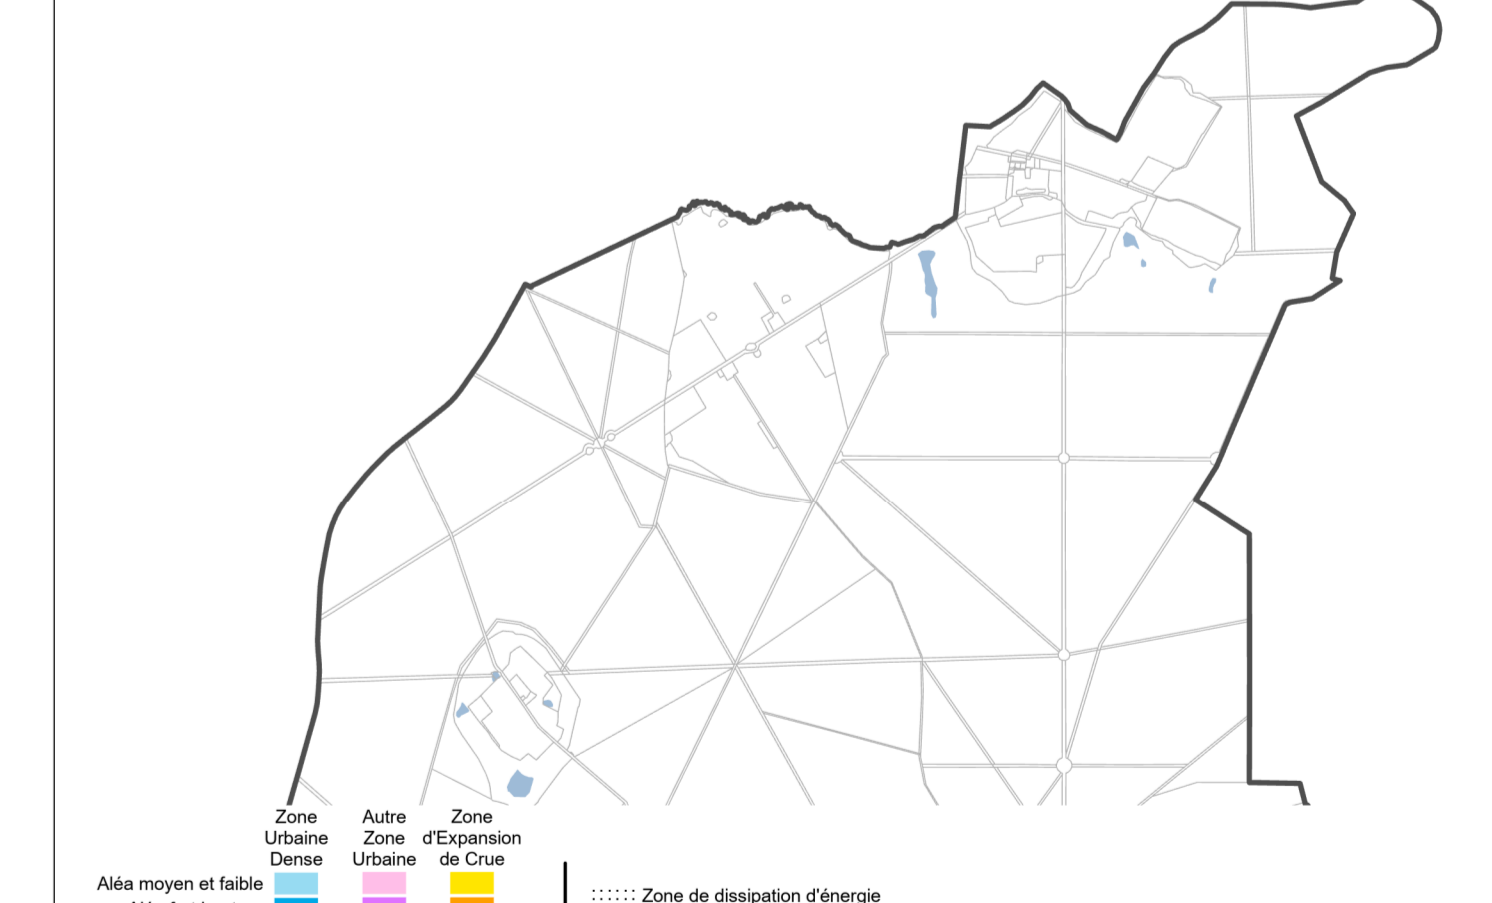 Zone
Urbaine
Dense
Autre
Zone
Urbaine
Zone
d'Expansion
de Crue
Aléa moyen et faible
Zone de dissipation d'énergie